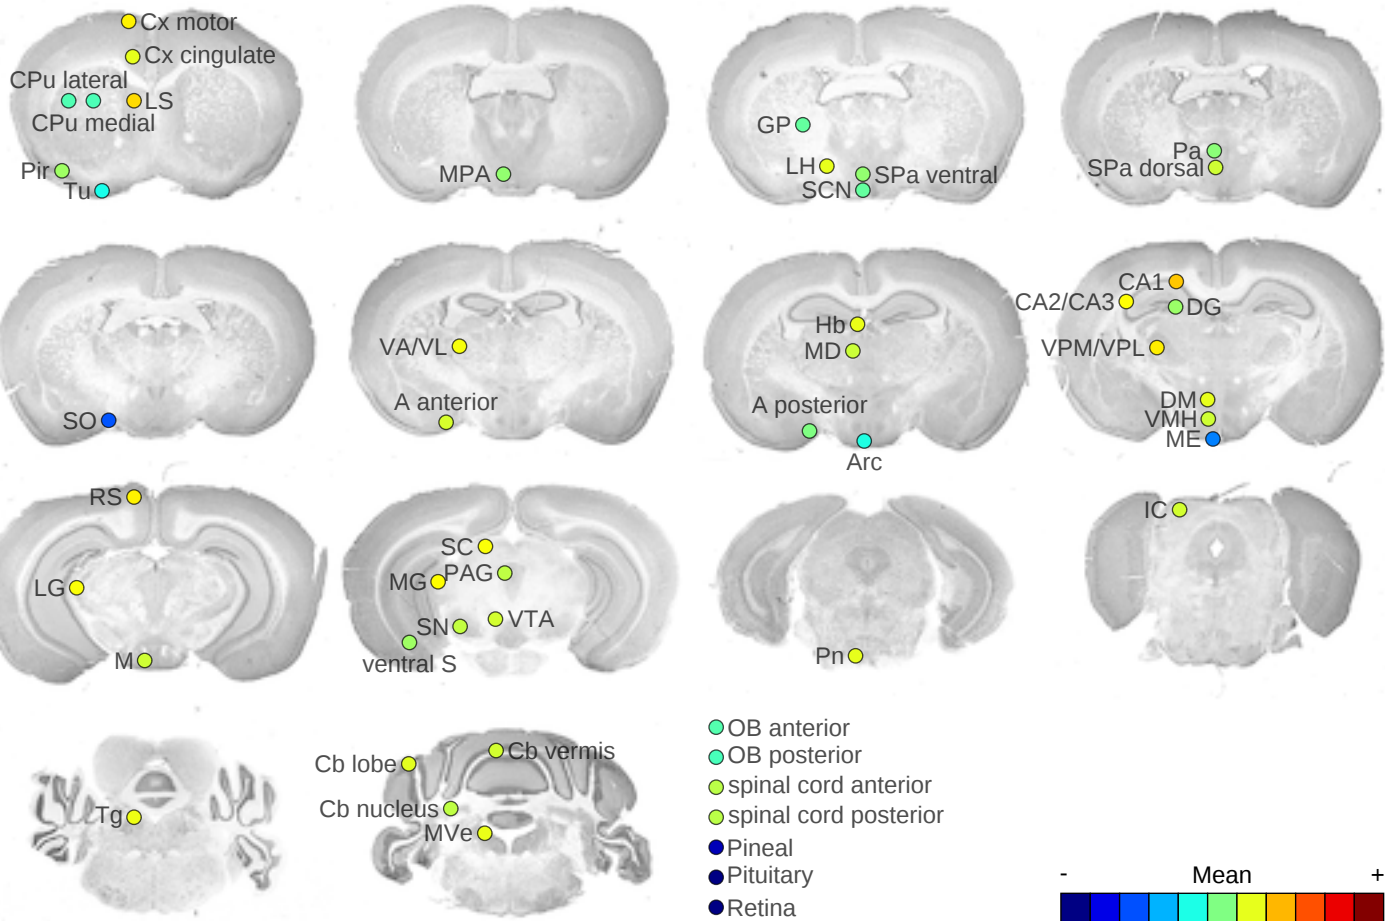 Cx motor
Cx cingulate
CPu lateral
LS
CPu medial
Pir
Tu
MPA
GP
LH
SPa ventral
SCN
Pa
SPa dorsal
SO
VA/VL
A anterior
Hb
MD
A posterior
Arc
CA1
CA2/CA3
DG
VPM/VPL
DM
VMH
ME
RS
LG
M
SC
MG
PAG
SN
VTA
ventral S
Pn
IC
Tg
Cb lobe
Cb vermis
Cb nucleus
MVe
OB anterior
OB posterior
spinal cord anterior
spinal cord posterior
Pineal
Pituitary
Retina
- Mean +